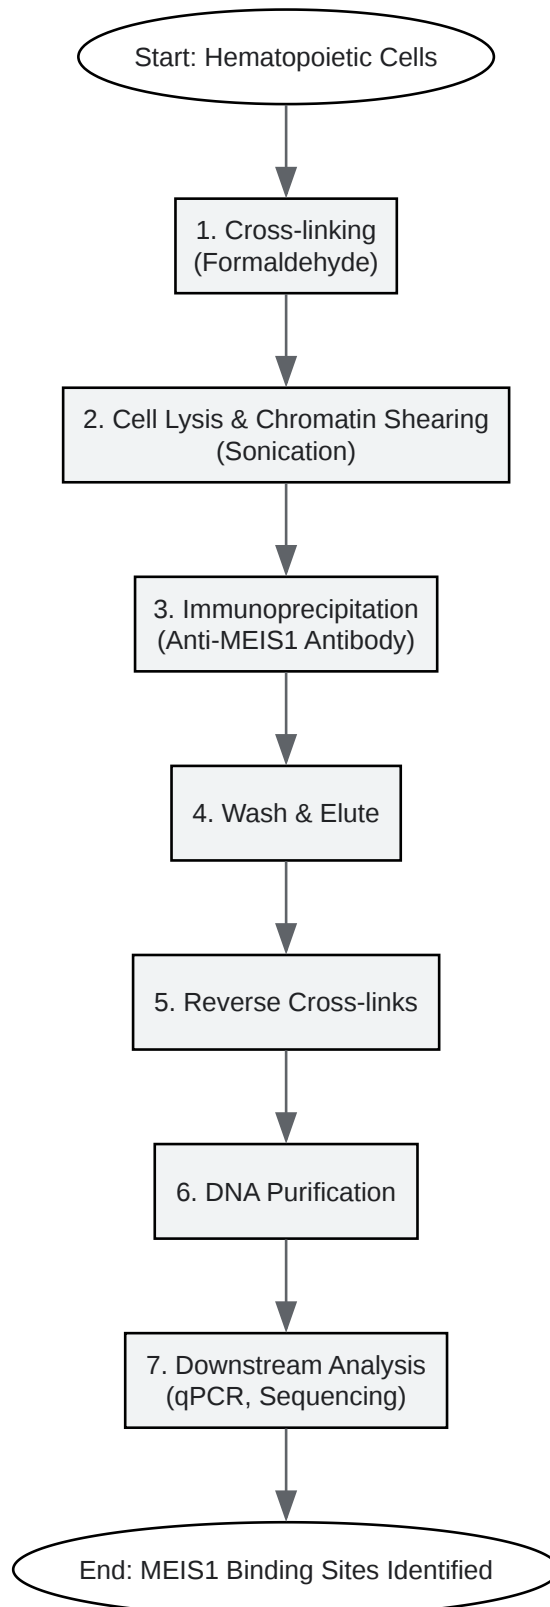 Start: Hematopoietic Cells
1. Cross-linking
(Formaldehyde)
2. Cell Lysis & Chromatin Shearing
(Sonication)
3. Immunoprecipitation
(Anti-MEIS1 Antibody)
4. Wash & Elute
5. Reverse Cross-links
6. DNA Purification
7. Downstream Analysis
(qPCR, Sequencing)
End: MEIS1 Binding Sites Identified